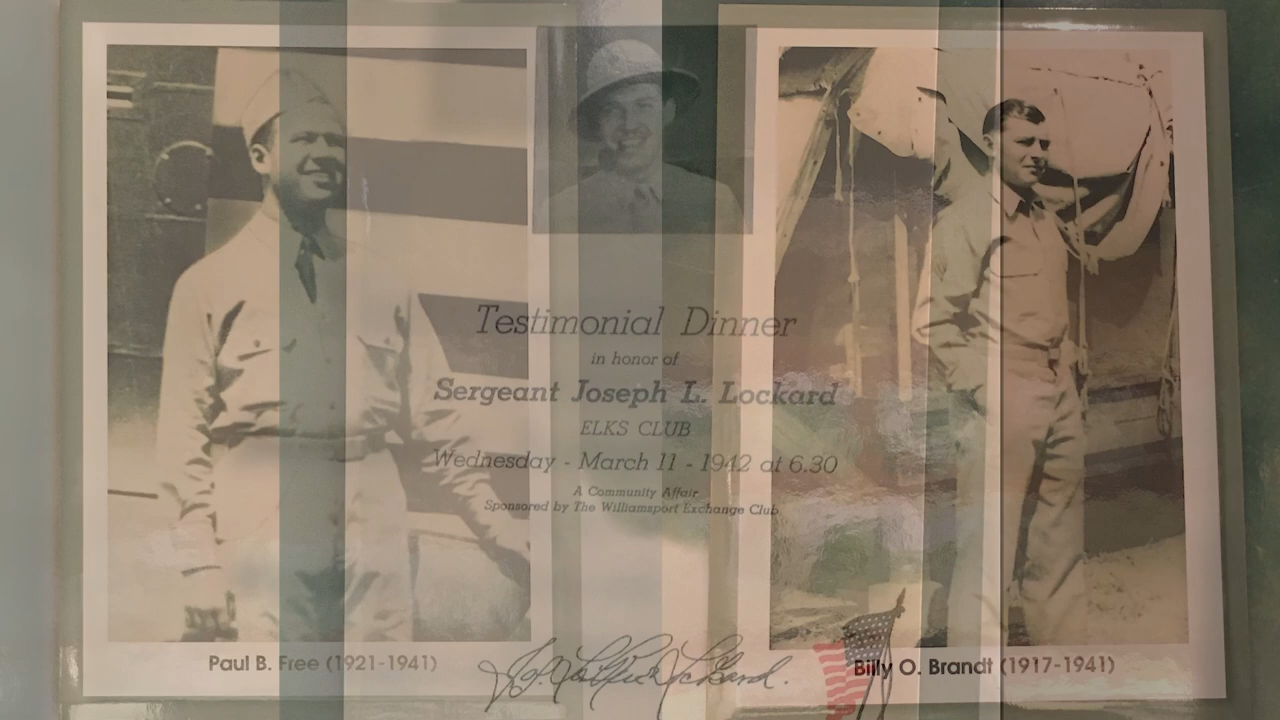 Testimonial Dinner
in honor of
Sergeant Joseph L. Lockard
ELKS CLUB
Wednesday - March 11 - 1942 at 6.30
A Community Affair
Sponsored by The Williamsport Exchange Club
Paul B. Free (1921-1941)
Lockard.
Billy O. Brandt (1917-1941)